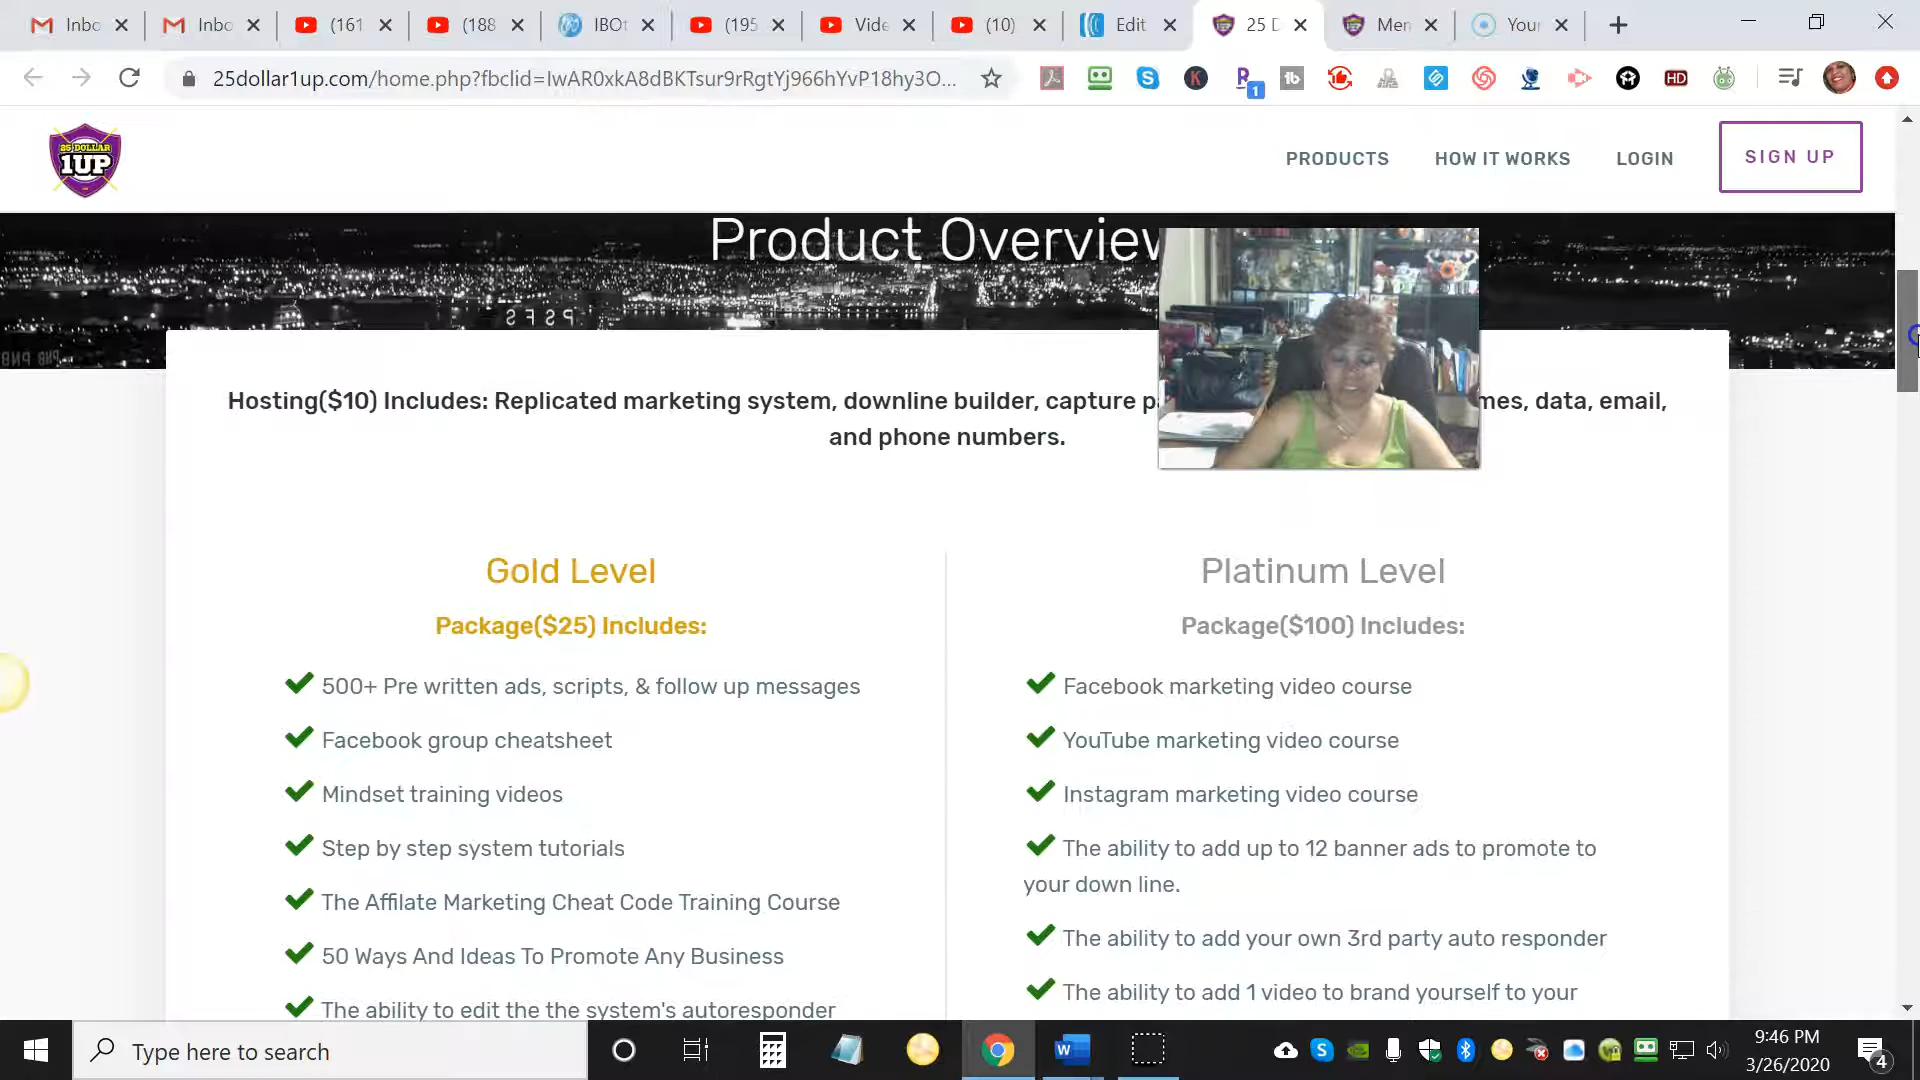 Inbo
Inbo
(161
(188
IBOt
(195
Vide
(10)
Edit
25 D
Men
Your
25dollar1up.com/home.php?fbclid=IwAR0xkA8dBKTsur9rRgtYj966hYvP18hy3O...
1
HD
25 DOLLAR
1UP
PRODUCTS
HOW IT WORKS
LOGIN
SIGN UP
Product Overview
PSFS
PNB PNB
Hosting($10) Includes: Replicated marketing system, downline builder, capture p mes, data, email,
and phone numbers.
Gold Level
Package($25) Includes:
500+ Pre written ads, scripts, & follow up messages
Facebook group cheatsheet
Mindset training videos
Step by step system tutorials
The Affilate Marketing Cheat Code Training Course
50 Ways And Ideas To Promote Any Business
The ability to edit the the system's autoresponder
Platinum Level
Package($100) Includes:
Facebook marketing video course
YouTube marketing video course
Instagram marketing video course
The ability to add up to 12 banner ads to promote to
your down line.
The ability to add your own 3rd party auto responder
The ability to add 1 video to brand yourself to your
Type here to search
9:46 PM
3/26/2020
4